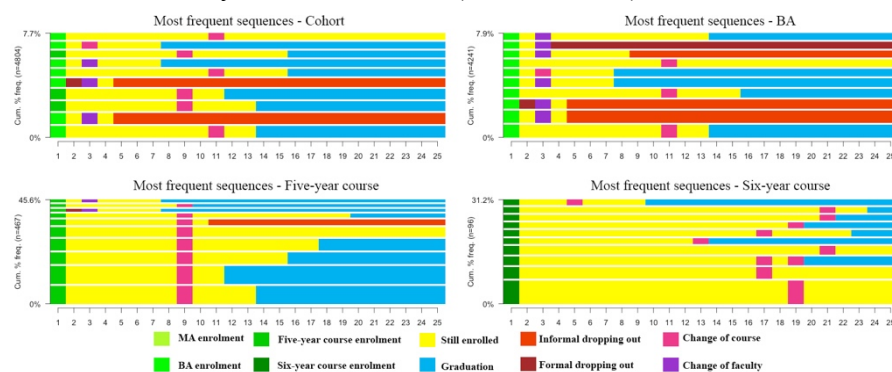 Most frequent sequences - Cohort
7.7%
Cum. % freq. (n=4804)
0%
1 2 3 4 5 6 7 8 9 10 11 12 13 14 15 16 17 18 19 20 21 22 23 24 25
Most frequent sequences - BA
7.9%
Cum. % freq. (n=4241)
0%
1 2 3 4 5 6 7 8 9 10 11 12 13 14 15 16 17 18 19 20 21 22 23 24 25
Most frequent sequences - Five-year course
45.6%
Cum. % freq. (n=467)
0%
1 2 3 4 5 6 7 8 9 10 11 12 13 14 15 16 17 18 19 20 21 22 23 24 25
Most frequent sequences - Six-year course
31.2%
Cum. % freq. (n=96)
0%
1 2 3 4 5 6 7 8 9 10 11 12 13 14 15 16 17 18 19 20 21 22 23 24 25
MA enrolment Five-year course enrolment Still enrolled Informal dropping out Change of course
BA enrolment Six-year course enrolment Graduation Formal dropping out Change of faculty